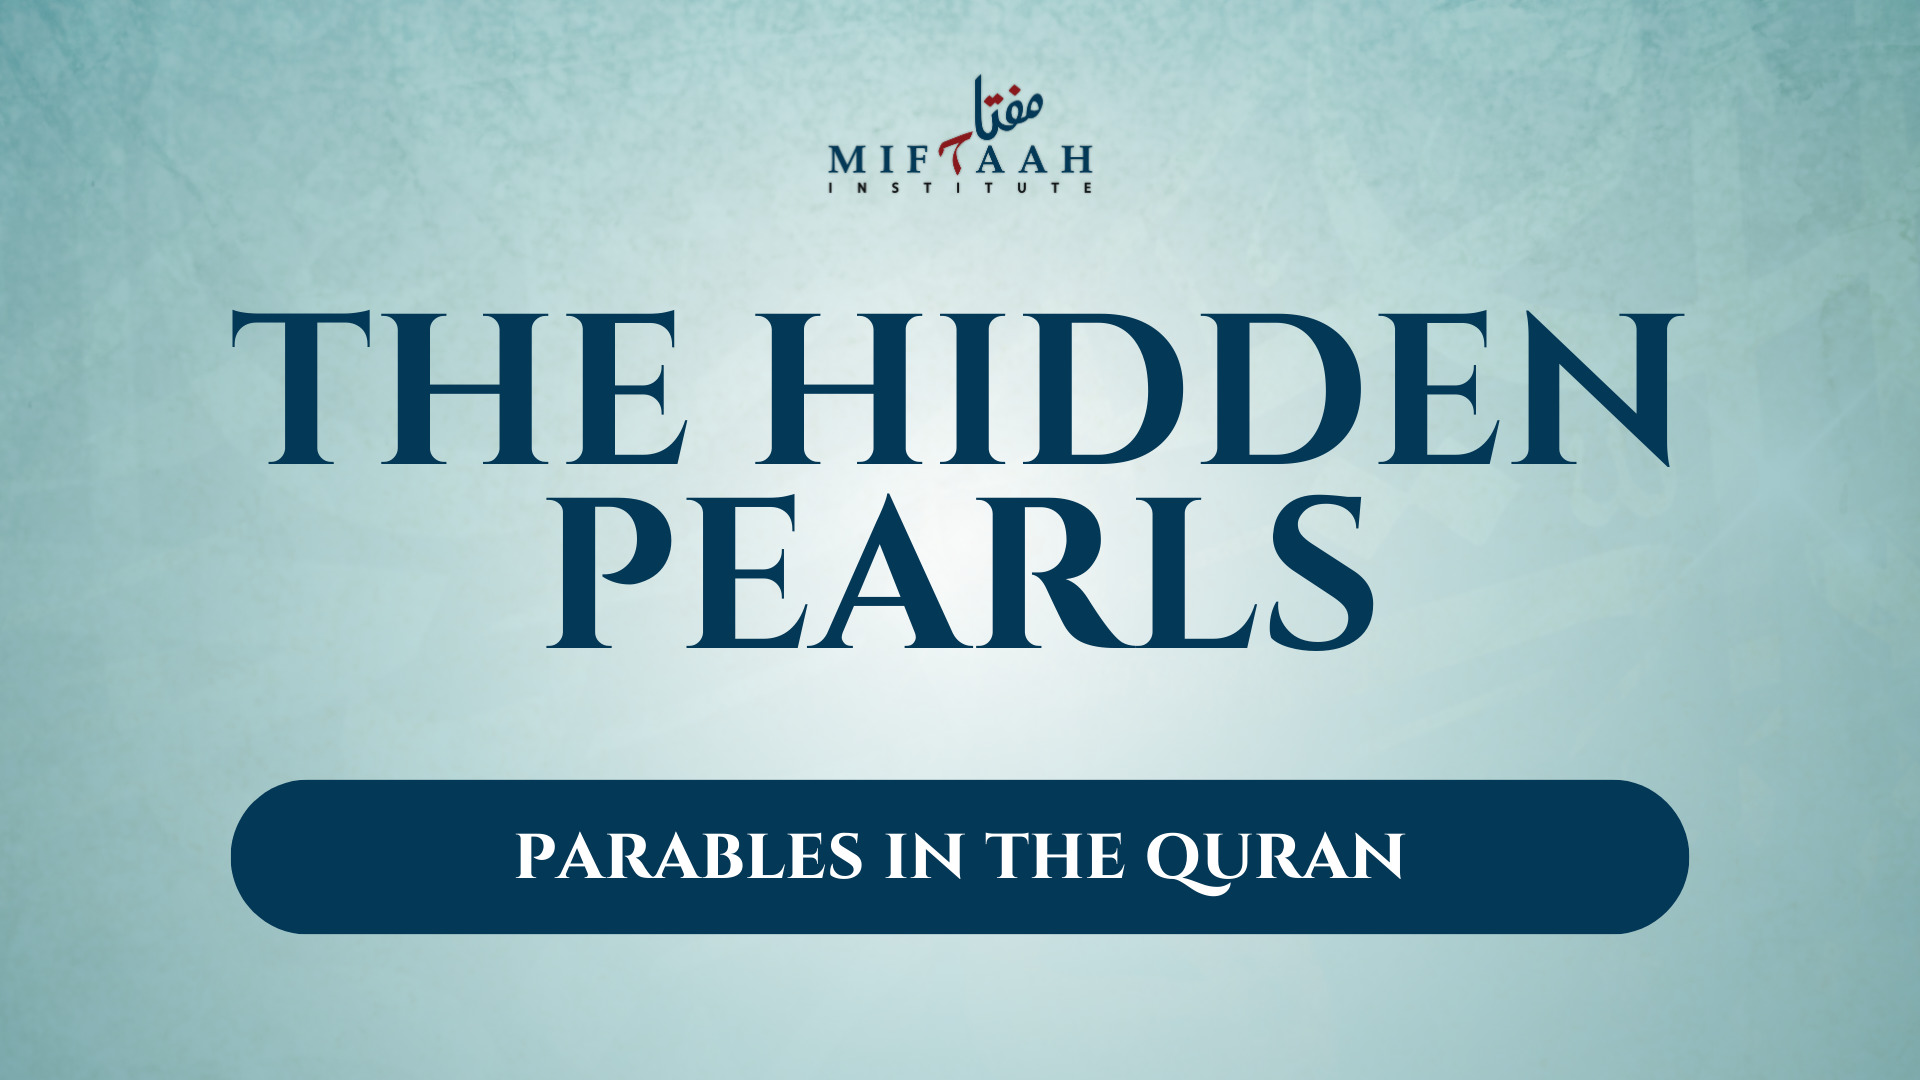 مفتاح
MIFTAAH
INSTITUTE
THE HIDDEN
PEARLS
PARABLES IN THE QURAN